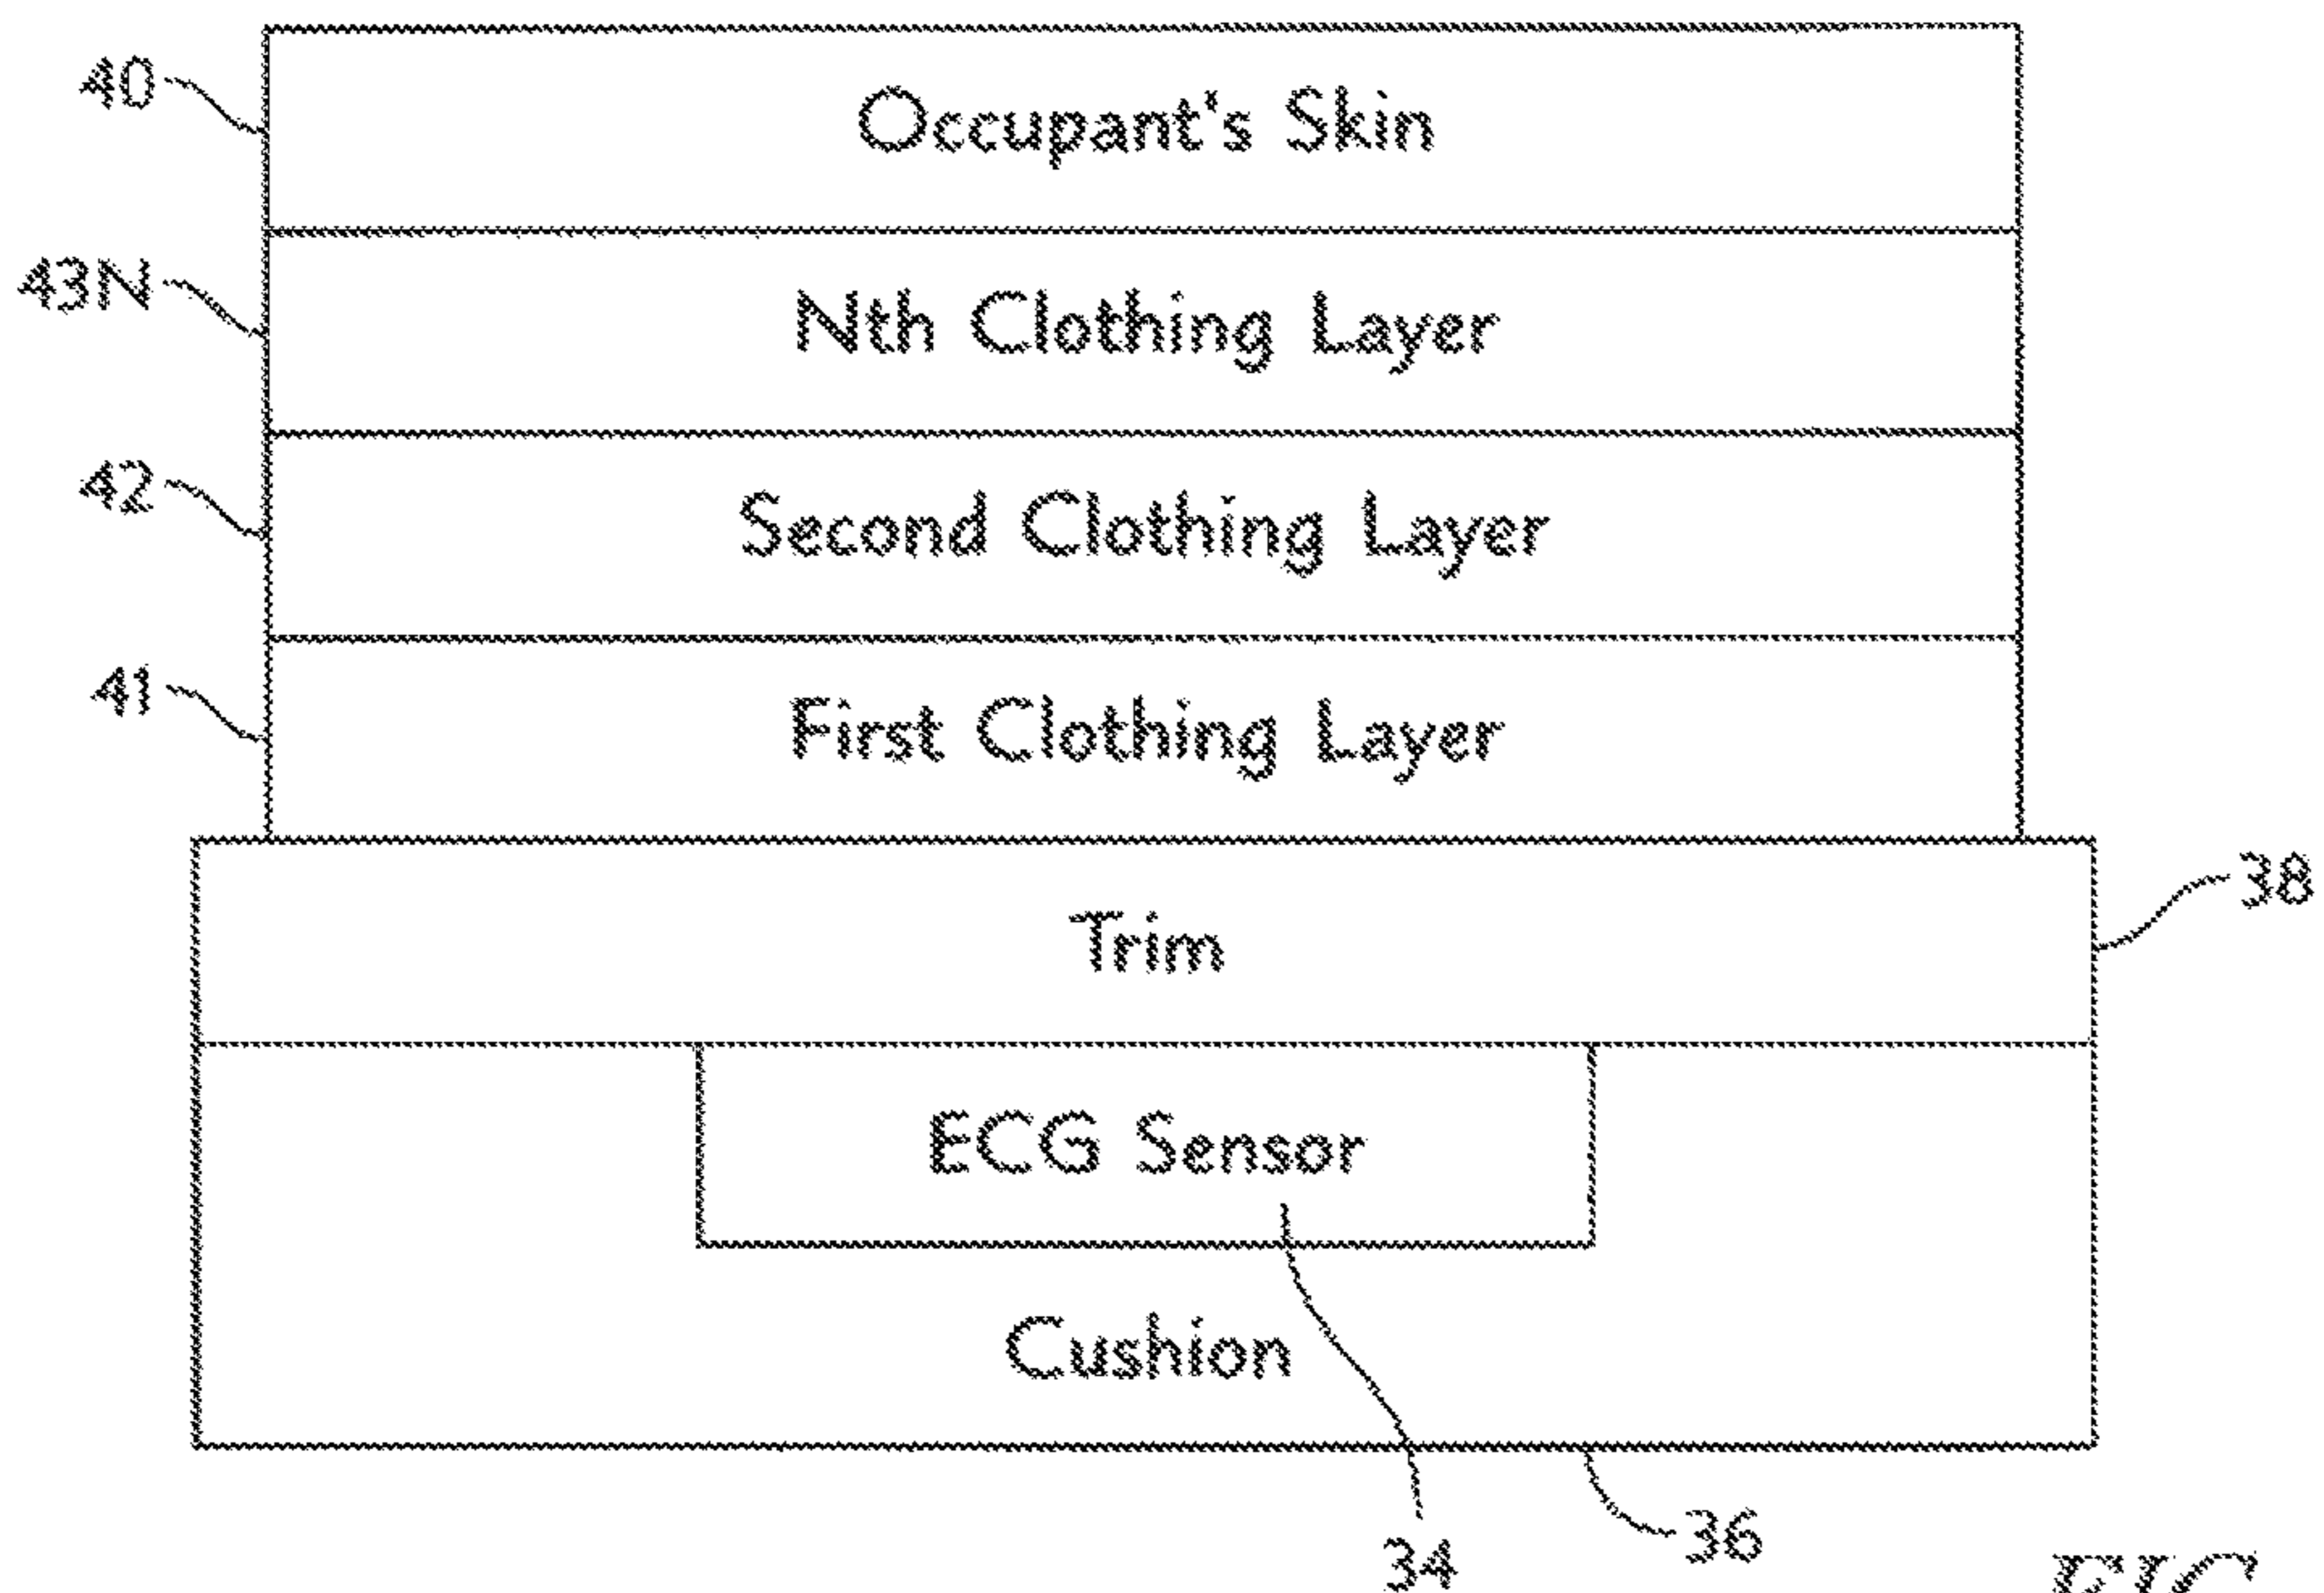 40
Occupant's Skin
43N
Nth Clothing Layer
42
Second Clothing Layer
41
First Clothing Layer
38
Trim
ECG Sensor
Cushion
34
36